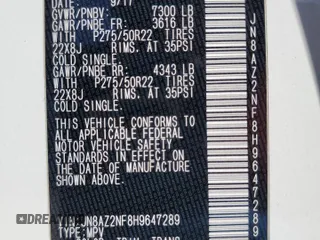 DATE: 9/17
GVWR/PNBV: 7300 LB
GAWR/PNBE FR: 3616 LB
WITH P275/50R22 TIRES
22X8J RIMS. AT 35PSI
COLD SINGLE.
GAWR/PNBE RR: 4343 LB
WITH P275/50R22 TIRES
22X8J RIMS. AT 35PSI
COLD SINGLE.
THIS VEHICLE CONFORMS TO
ALL APPLICABLE FEDERAL
MOTOR VEHICLE SAFETY
STANDARDS IN EFFECT ON
THE DATE OF MANUFACTURE
SHOWN ABOVE.
JN8AZ2NF8H9647289
TYPE: MPV
JN8AZ2NF8H9647289